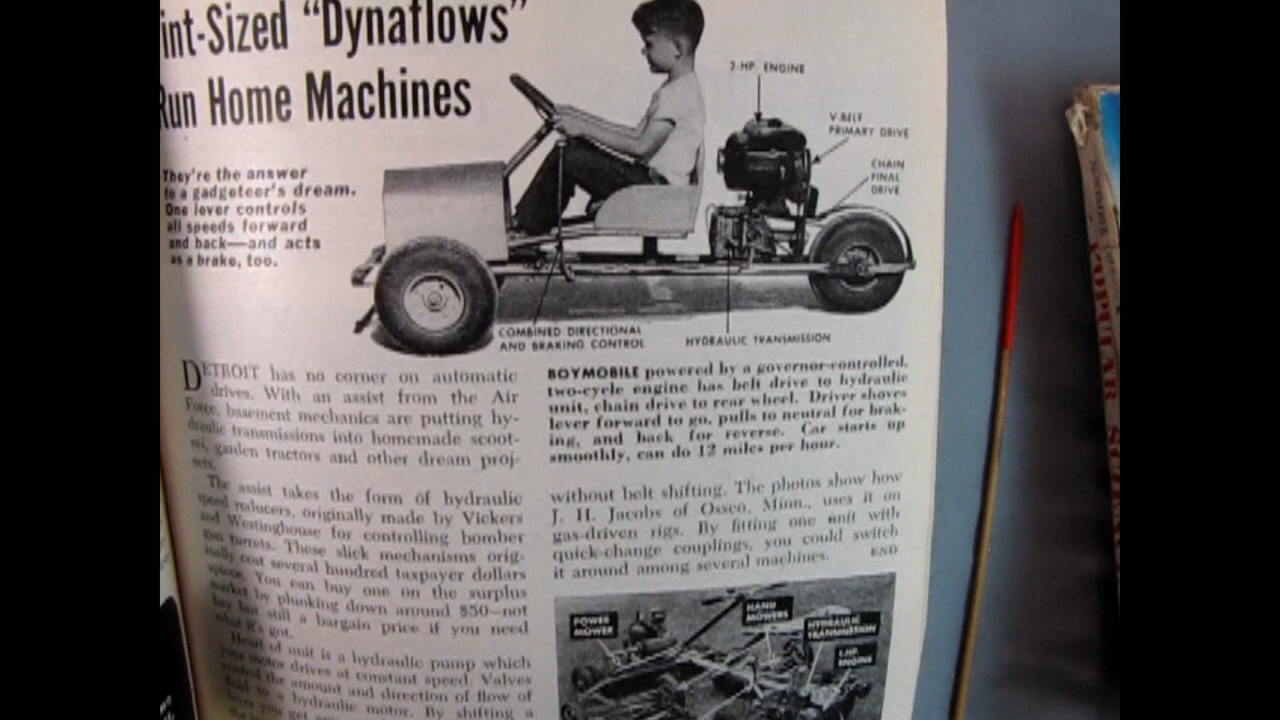 int-Sized "Dynaflows"
Run Home Machines
They're the answer
to a gadgeteer's dream.
One lever controls
all speeds forward
and back—and acts
as a brake, too.
2-HP. ENGINE
V-BELT
PRIMARY DRIVE
CHAIN
FINAL
DRIVE
COMBINED DIRECTIONAL
AND BRAKING CONTROL
HYDRAULIC TRANSMISSION
DETROIT has no corner on automatic
drives. With an assist from the Air
Force, basement mechanics are putting hy-
draulic transmissions into homemade scoot-
ers, garden tractors and other dream proj-
ects.
The assist takes the form of hydraulic
speed reducers, originally made by Vickers
and Westinghouse for controlling bomber
gun turrets. These slick mechanisms orig-
inally cost several hundred taxpayer dollars
apiece. You can buy one on the surplus
market by plunking down around $50—not
hay but still a bargain price if you need
what it's got.
Heart of unit is a hydraulic pump which
your motor drives at constant speed. Valves
control the amount and direction of flow of
fluid to a hydraulic motor. By shifting a
lever you get
BOYMOBILE powered by a governor-controlled,
two-cycle engine has belt drive to hydraulic
unit, chain drive to rear wheel. Driver shoves
lever forward to go, pulls to neutral for brak-
ing, and back for reverse. Car starts up
smoothly, can do 12 miles per hour.
without belt shifting. The photos show how
J. H. Jacobs of Osseo, Minn., uses it on
gas-driven rigs. By fitting one unit with
quick-change couplings, you could switch
it around among several machines. END
POWER
MOWER
HAND
MOWERS
HYDRAULIC
TRANSMISSION
1-HP.
ENGINE
POPULAR